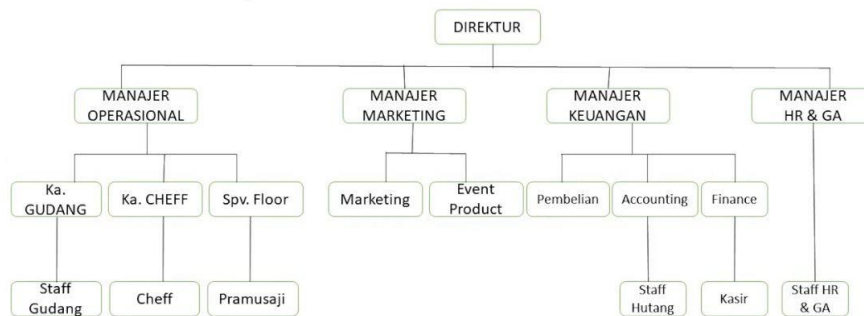 DIREKTUR
MANAJER
OPERASIONAL
MANAJER
MARKETING
MANAJER
KEUANGAN
MANAJER
HR & GA
Ka.
GUDANG
Ka. CHEFF
Spv. Floor
Marketing
Event
Product
Pembelian
Accounting
Finance
Staff
Gudang
Cheff
Pramusaji
Staff
Hutang
Kasir
Staff HR
& GA